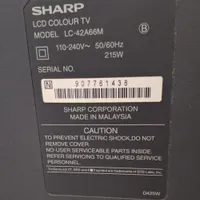 SHARP
LCD COLOUR TV
MODEL LC-42A66M
B
110-240V~ 50/60Hz
215W
SERIAL NO.
907761438
SHARP CORPORATION
MADE IN MALAYSIA
CAUTION
TO PREVENT ELECTRIC SHOCK, DO NOT
REMOVE COVER.
NO USER-SERVICEABLE PARTS INSIDE.
REFER SERVICING TO QUALIFIED SERVICE
PERSONNEL.